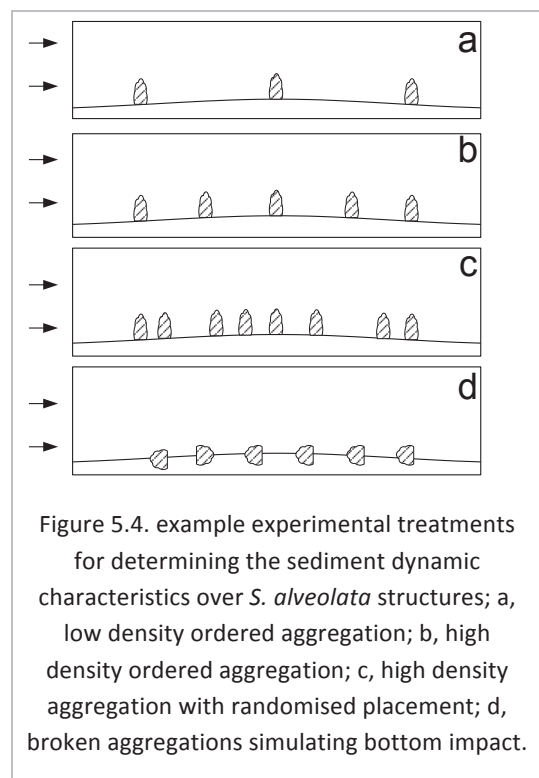 a
b
c
d
Figure 5.4. example experimental treatments
for determining the sediment dynamic
characteristics over S. alveolata structures; a,
low density ordered aggregation; b, high
density ordered aggregation; c, high density
aggregation with randomised placement; d,
broken aggregations simulating bottom impact.